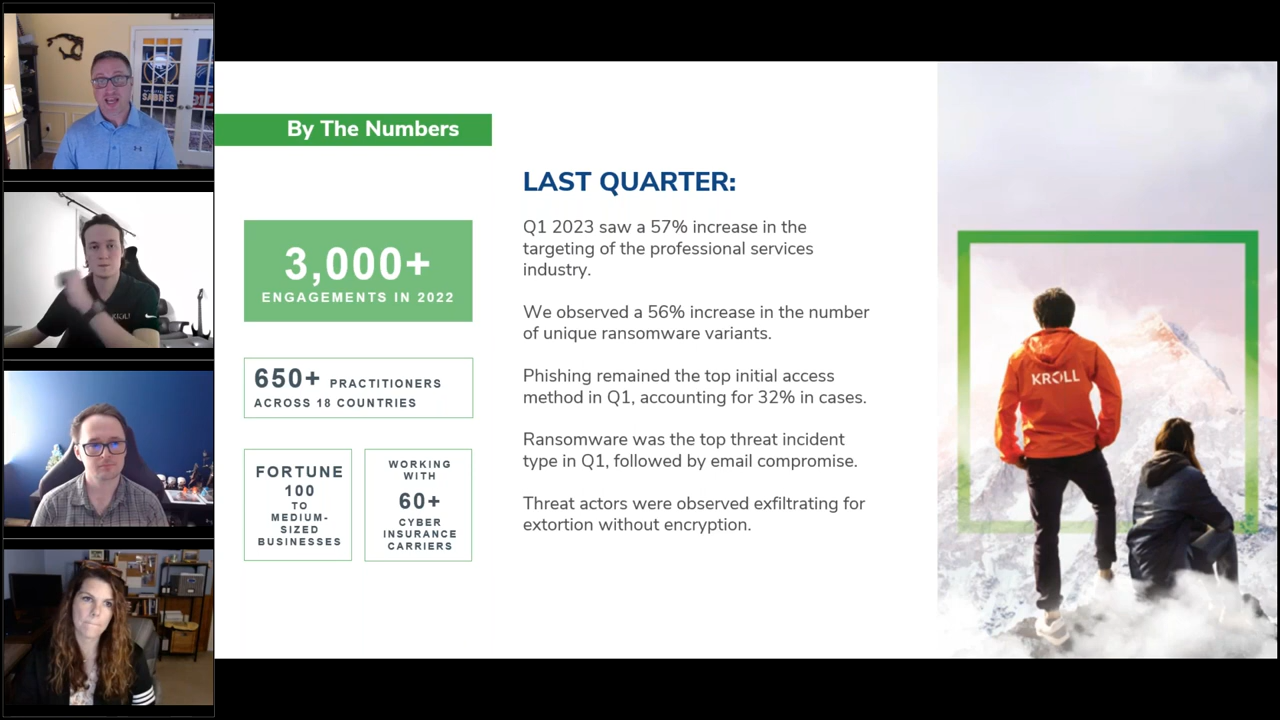 SABRES
KROLL
By The Numbers
3,000+
ENGAGEMENTS IN 2022
650+ PRACTITIONERS
ACROSS 18 COUNTRIES
FORTUNE
100
TO
MEDIUM-
SIZED
BUSINESSES
WORKING
WITH
60+
CYBER
INSURANCE
CARRIERS
LAST QUARTER:
Q1 2023 saw a 57% increase in the
targeting of the professional services
industry.
We observed a 56% increase in the number
of unique ransomware variants.
Phishing remained the top initial access
method in Q1, accounting for 32% in cases.
Ransomware was the top threat incident
type in Q1, followed by email compromise.
Threat actors were observed exfiltrating for
extortion without encryption.
KROLL